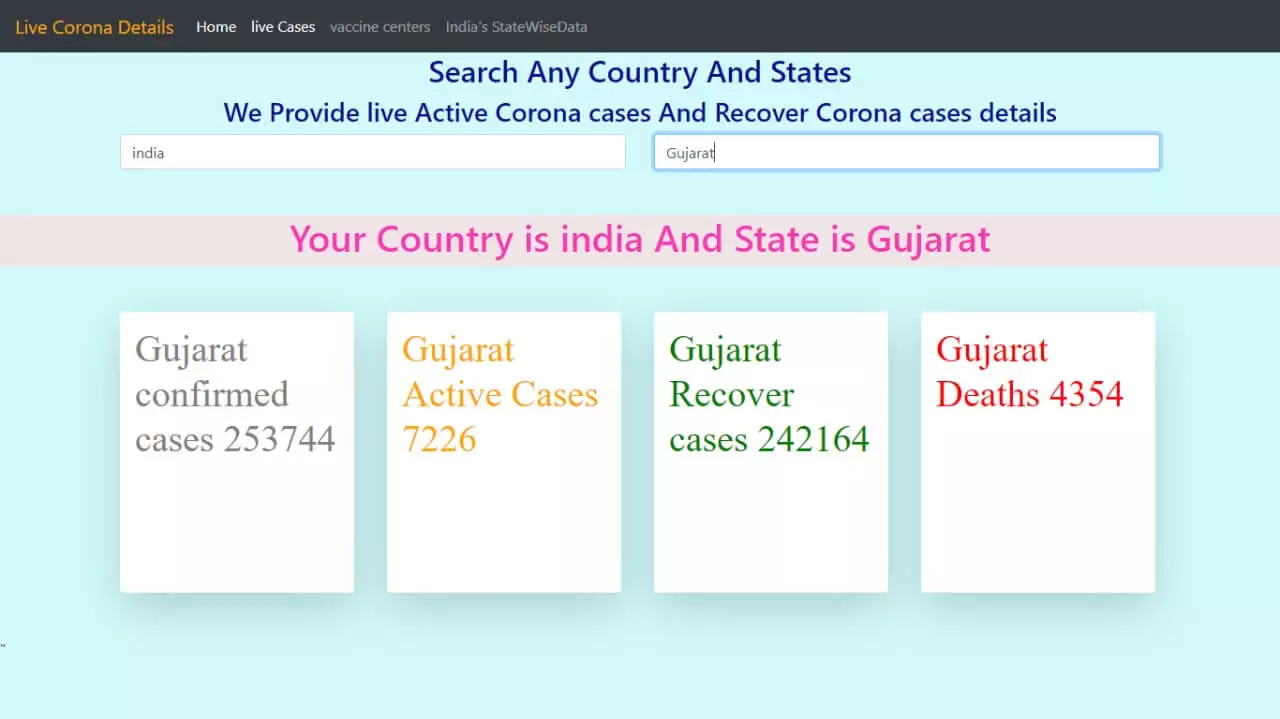 Live Corona Details Home live Cases vaccine centers India's StateWiseData
Search Any Country And States
We Provide live Active Corona cases And Recover Corona cases details
india Gujarat
Your Country is india And State is Gujarat
Gujarat
confirmed
cases 253744
Gujarat
Active Cases
7226
Gujarat
Recover
cases 242164
Gujarat
Deaths 4354
"